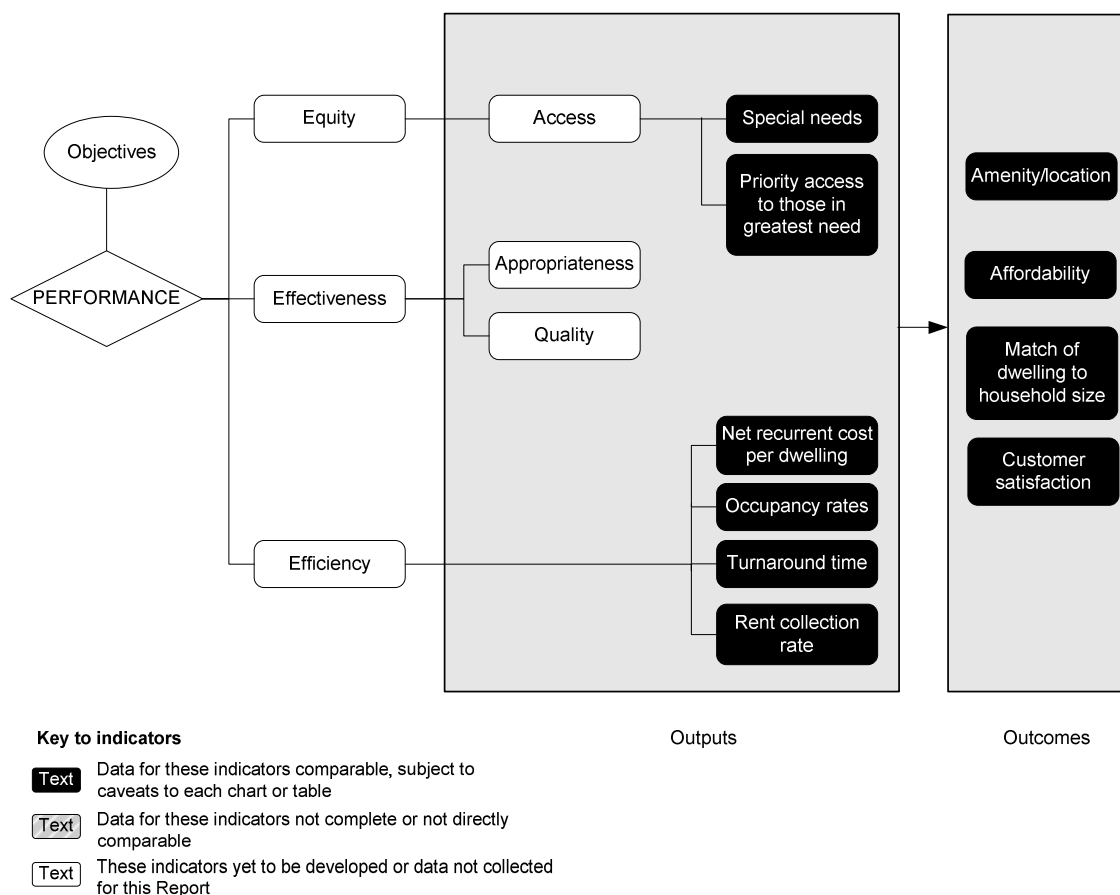 Objectives
PERFORMANCE
Equity
Effectiveness
Efficiency
Access
Appropriateness
Quality
Special needs
Priority access
to those in
greatest need
Net recurrent cost
per dwelling
Occupancy rates
Turnaround time
Rent collection
rate
Amenity/location
Affordability
Match of
dwelling to
household size
Customer
satisfaction
Outputs
Outcomes
Key to indicators
Text
Data for these indicators comparable, subject to
caveats to each chart or table
Text
Data for these indicators not complete or not directly
comparable
Text
These indicators yet to be developed or data not collected
for this Report